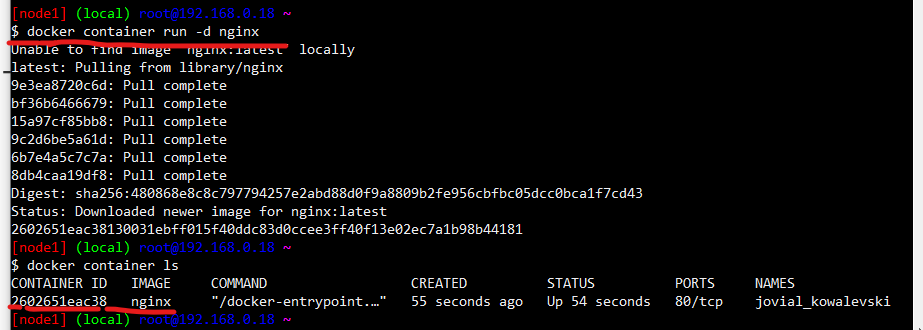 [node1] (local) root@192.168.0.18 ~
$ docker container run -d nginx
Unable to find image 'nginx:latest' locally
latest: Pulling from library/nginx
9e3ea8720c6d: Pull complete
bf36b6466679: Pull complete
15a97cf85bb8: Pull complete
9c2d6be5a61d: Pull complete
6b7e4a5c7c7a: Pull complete
8db4caa19df8: Pull complete
Digest: sha256:480868e8c8c797794257e2abd88d0f9a8809b2fe956cbfbc05dcc0bca1f7cd43
Status: Downloaded newer image for nginx:latest
2602651eac38130031ebff015f40ddc83d0ccee3ff40f13e02ec7a1b98b44181
[node1] (local) root@192.168.0.18 ~
$ docker container ls
CONTAINER ID IMAGE COMMAND CREATED STATUS PORTS NAMES
2602651eac38 nginx "/docker-entrypoint.…" 55 seconds ago Up 54 seconds 80/tcp jovial_kowalevski
[node1] (local) root@192.168.0.18 ~